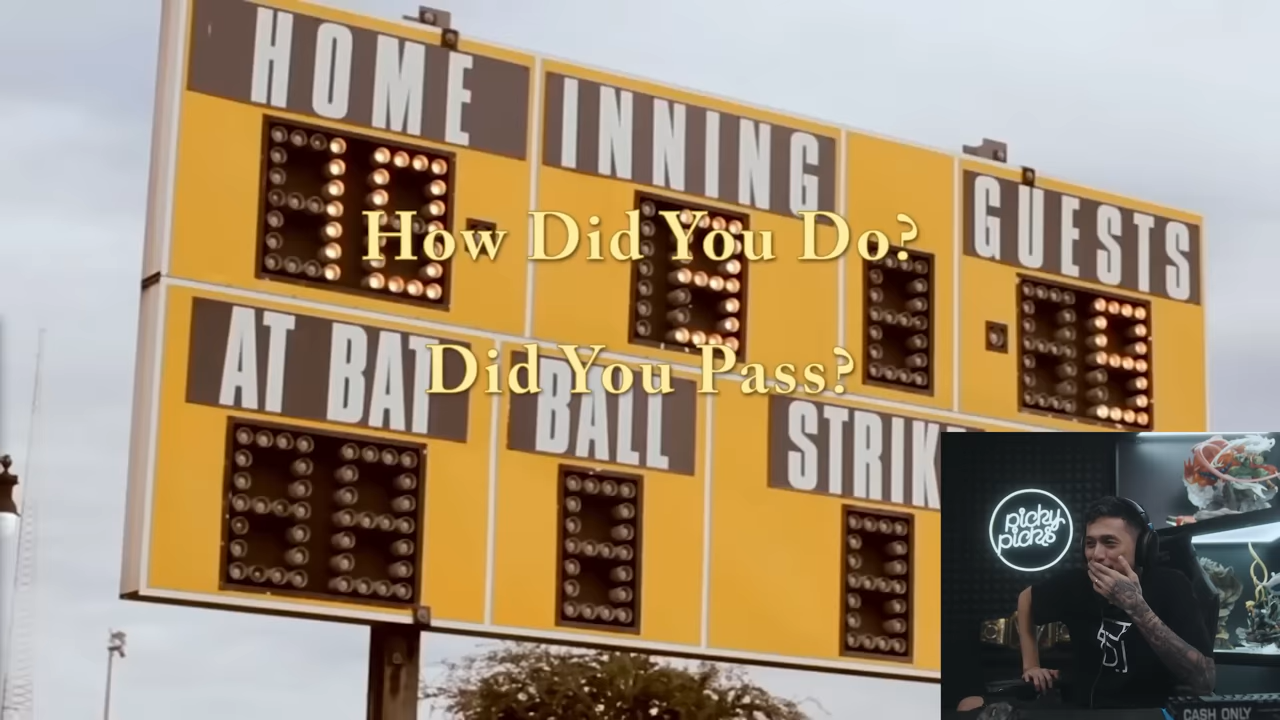 HOME
INNING
GUESTS
How Did You Do?
AT BAT
BALL
STRIK
Did You Pass?
picky
picks
CASH ONLY